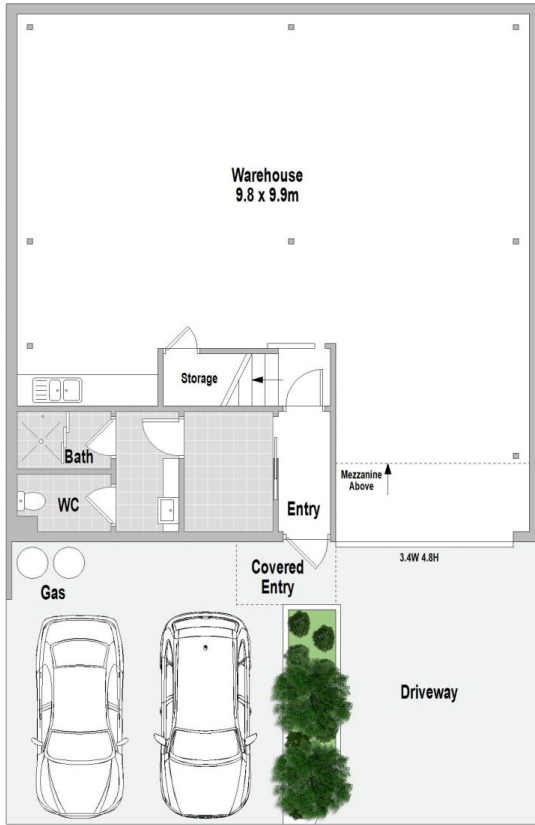 Warehouse
9.8 x 9.9m
Storage
Bath
WC
Entry
Mezzanine
Above
3.4W 4.8H
Covered
Entry
Gas
Driveway